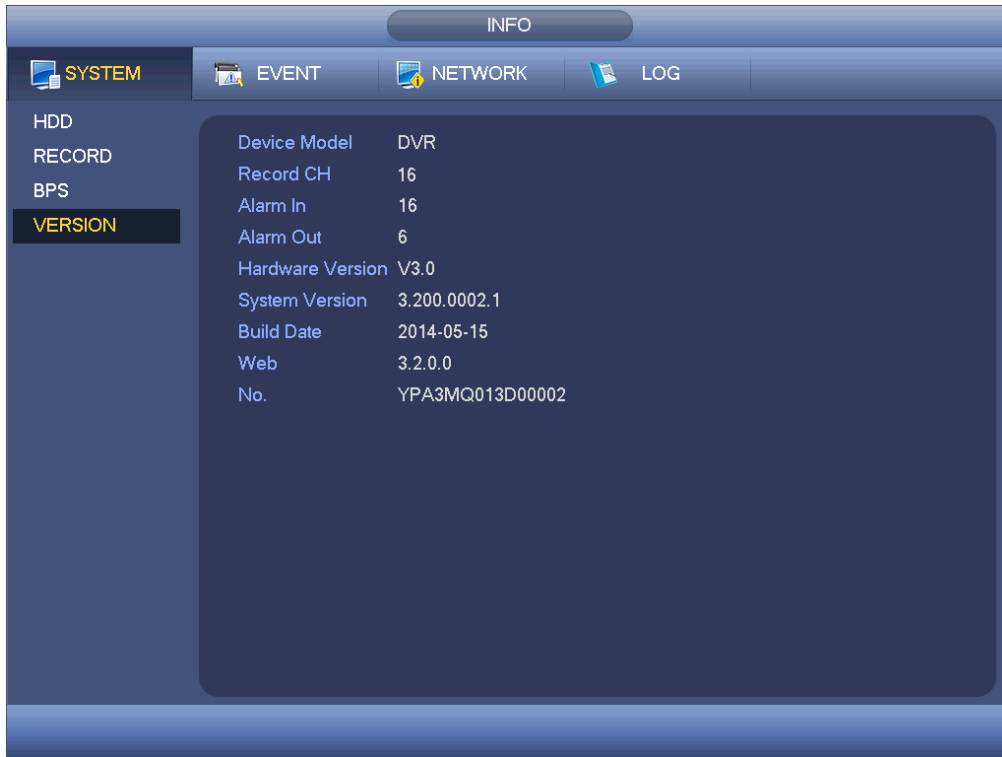 INFO
SYSTEM EVENT NETWORK LOG
HDD
RECORD
BPS
VERSION
Device Model DVR
Record CH 16
Alarm In 16
Alarm Out 6
Hardware Version V3.0
System Version 3.200.0002.1
Build Date 2014-05-15
Web 3.2.0.0
No. YPA3MQ013D00002